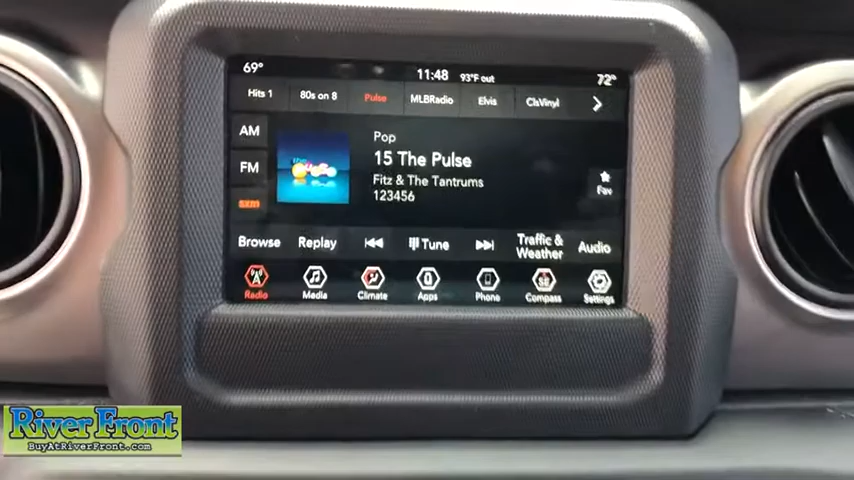 69°
11:48
93°F out
72°
Hits 1
80s on 8
Pulse
MLBRadio
Elvis
ClsVinyl
AM
FM
sxm
the
Pop
15 The Pulse
Fitz & The Tantrums
123456
Fav
Browse
Replay
Tune
Traffic &
Weather
Audio
Radio
Media
Climate
Apps
Phone
SE
Compass
Settings
River Front
BuyAtRiverFront.com